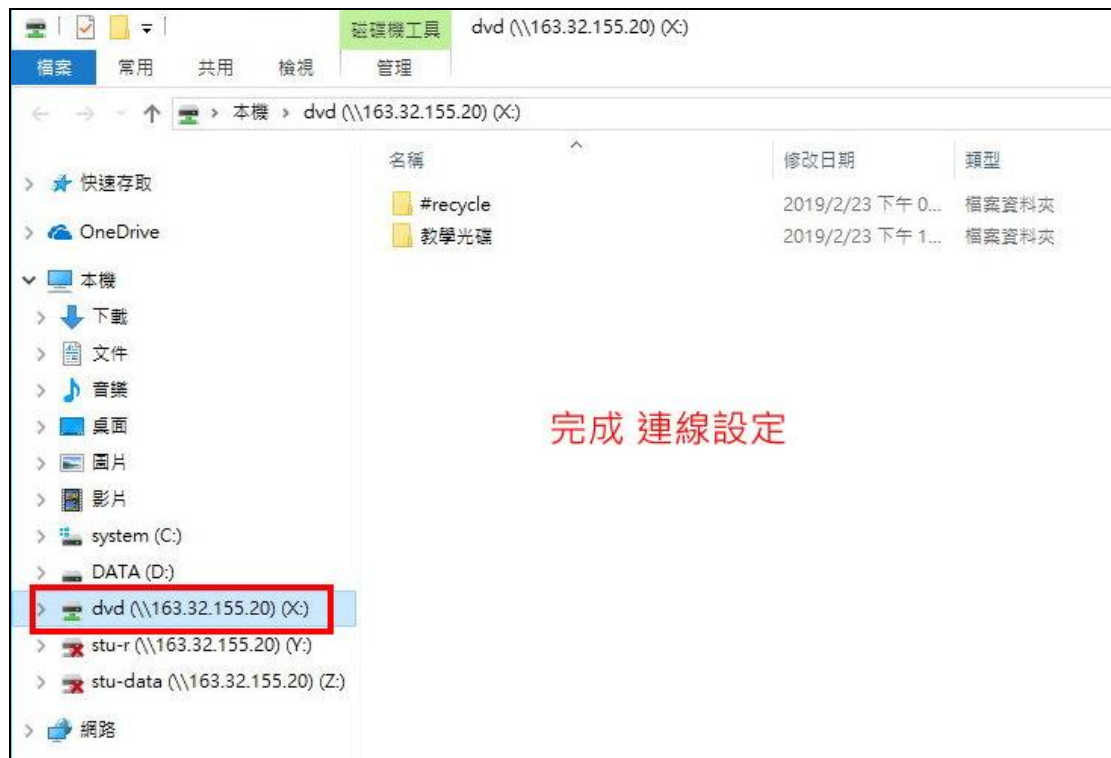 磁碟機工具 dvd (\\163.32.155.20) (X:)
檔案 常用 共用 檢視 管理
本機 › dvd (\\163.32.155.20) (X:)
名稱 修改日期 類型
快速存取
#recycle 2019/2/23 下午 0... 檔案資料夾
OneDrive
教學光碟 2019/2/23 下午 1... 檔案資料夾
本機
下載
文件
音樂
桌面
完成 連線設定
圖片
影片
system (C:)
DATA (D:)
dvd (\\163.32.155.20) (X:)
stu-r (\\163.32.155.20) (Y:)
stu-data (\\163.32.155.20) (Z:)
網路